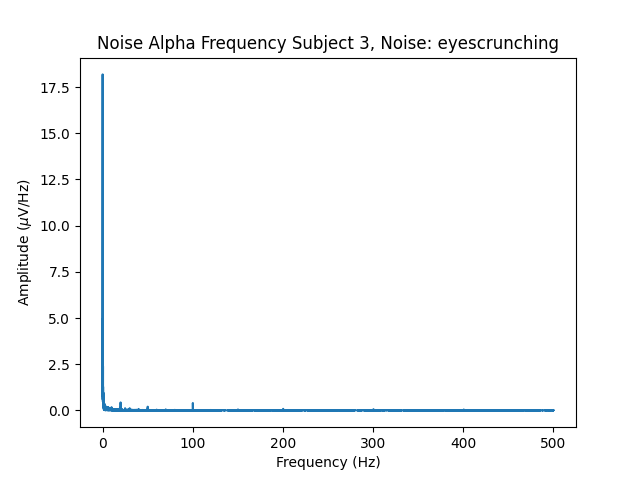 Noise Alpha Frequency Subject 3, Noise: eyescrunching
17.5
15.0
12.5
10.0
7.5
5.0
2.5
0.0
Amplitude (μV/Hz)
0 100 200 300 400 500
Frequency (Hz)